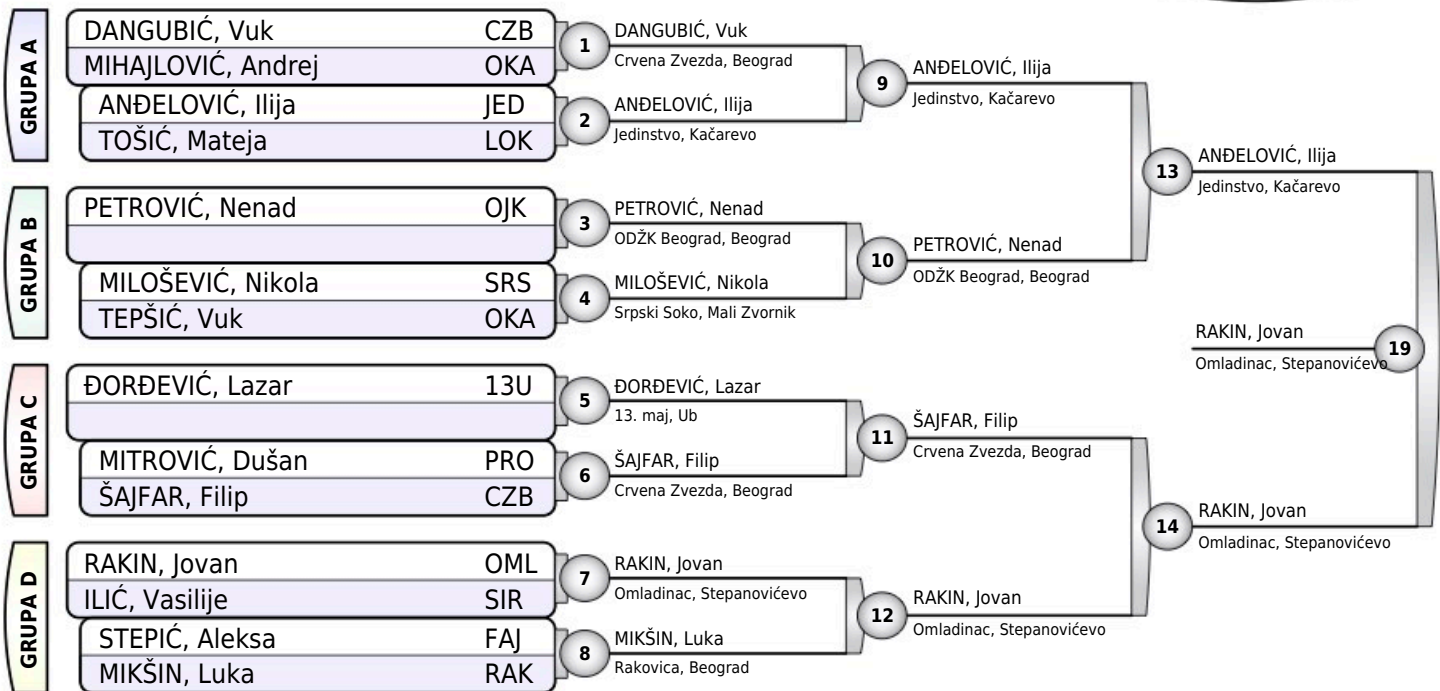 GRUPA A
DANGUBIĆ, Vuk CZB
MIHAJLOVIĆ, Andrej OKA
ANĐELOVIĆ, Ilija JED
TOŠIĆ, Mateja LOK
GRUPA B
PETROVIĆ, Nenad OJK
MILOŠEVIĆ, Nikola SRS
TEPŠIĆ, Vuk OKA
GRUPA C
ĐORĐEVIĆ, Lazar 13U
MITROVIĆ, Dušan PRO
ŠAJFAR, Filip CZB
GRUPA D
RAKIN, Jovan OML
ILIĆ, Vasilije SIR
STEPIĆ, Aleksa FAJ
MIKŠIN, Luka RAK
1
DANGUBIĆ, Vuk
Crvena Zvezda, Beograd
2
ANĐELOVIĆ, Ilija
Jedinstvo, Kačarevo
3
PETROVIĆ, Nenad
ODŽK Beograd, Beograd
4
MILOŠEVIĆ, Nikola
Srpski Soko, Mali Zvornik
5
ĐORĐEVIĆ, Lazar
13. maj, Ub
6
ŠAJFAR, Filip
Crvena Zvezda, Beograd
7
RAKIN, Jovan
Omladinac, Stepanovićevo
8
MIKŠIN, Luka
Rakovica, Beograd
9
ANĐELOVIĆ, Ilija
Jedinstvo, Kačarevo
10
PETROVIĆ, Nenad
ODŽK Beograd, Beograd
11
ŠAJFAR, Filip
Crvena Zvezda, Beograd
12
RAKIN, Jovan
Omladinac, Stepanovićevo
13
ANĐELOVIĆ, Ilija
Jedinstvo, Kačarevo
14
RAKIN, Jovan
Omladinac, Stepanovićevo
RAKIN, Jovan
Omladinac, Stepanovićevo
19